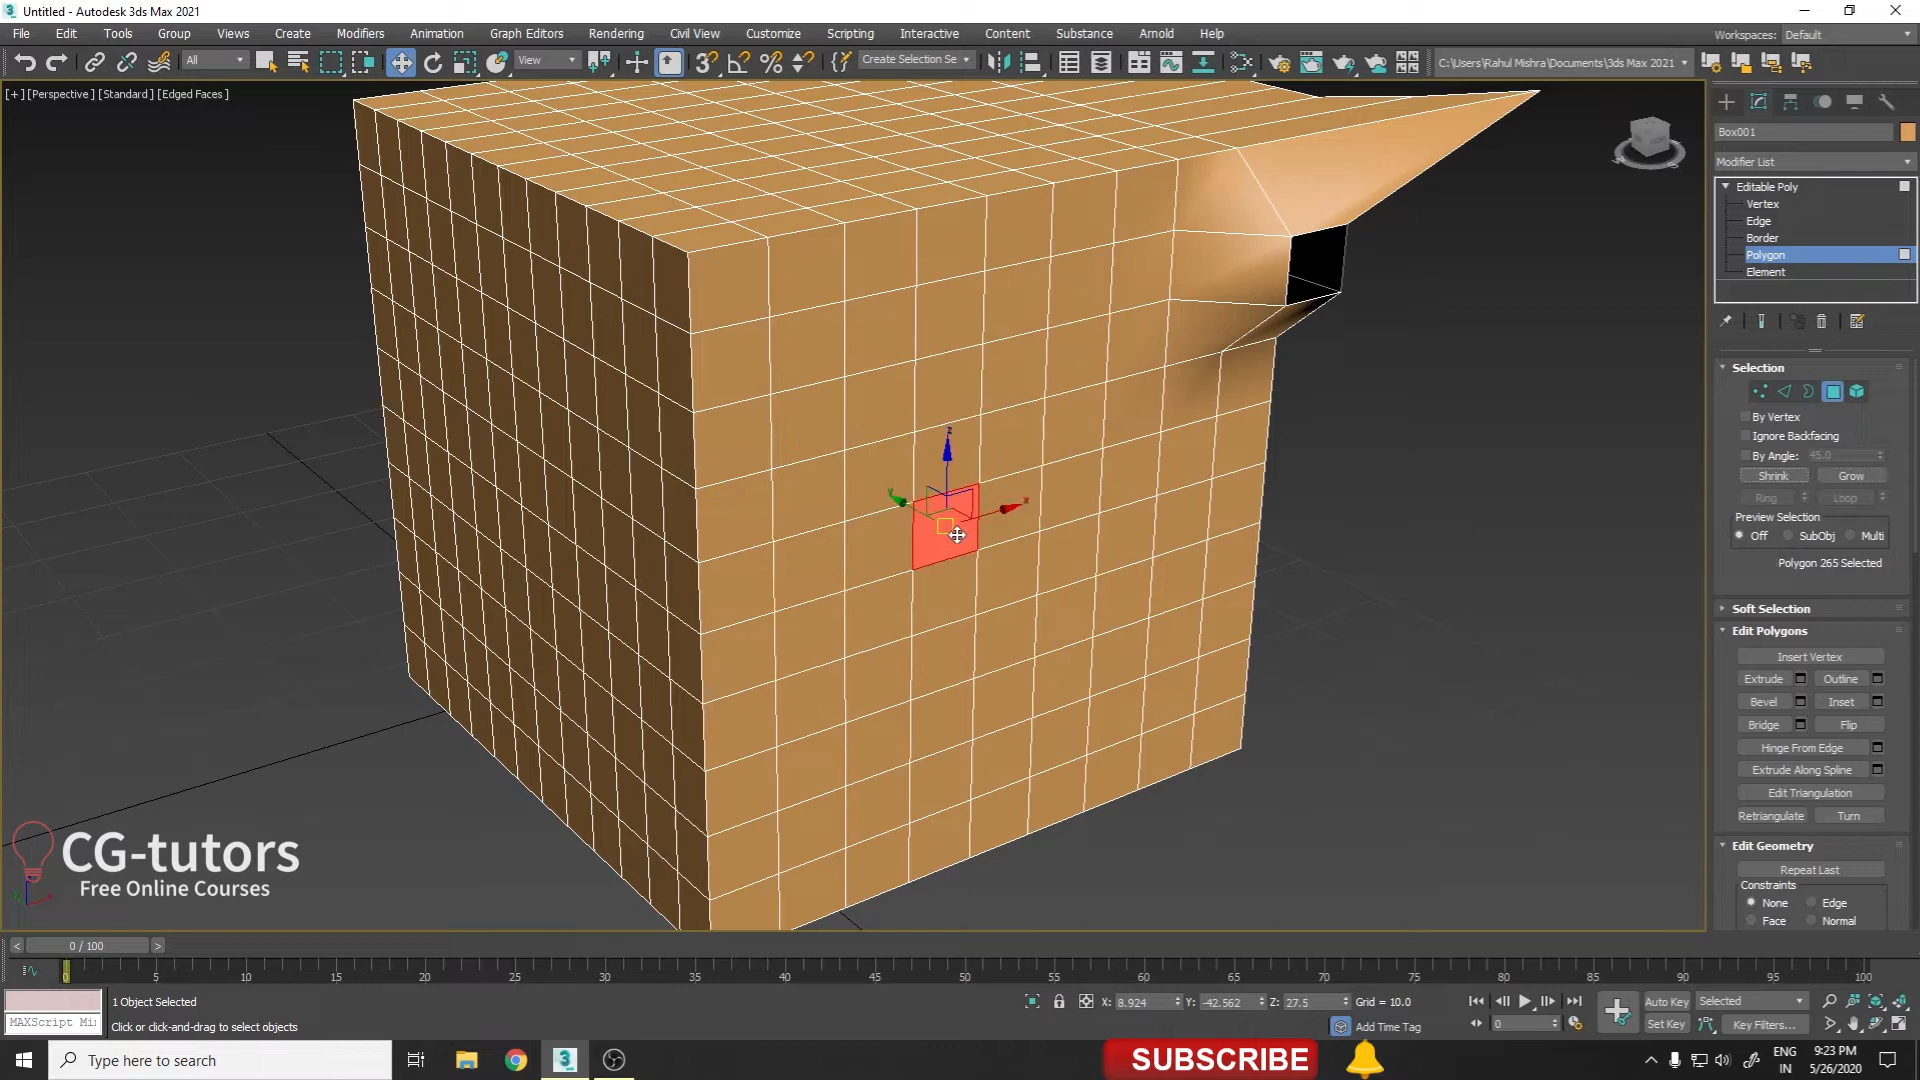 Untitled - Autodesk 3ds Max 2021
File Edit Tools Group Views Create Modifiers Animation Graph Editors Rendering Civil View Customize Scripting Interactive Content Substance Arnold Help
Workspaces: Default
All View Create Selection Se C:\Users\Rahul Mishra\Documents\3ds Max 2021
[+] [Perspective] [Standard] [Edged Faces]
Box001
Modifier List
Editable Poly
Vertex
Edge
Border
Polygon
Element
Selection
By Vertex
Ignore Backfacing
By Angle: 45.0
Shrink Grow
Ring Loop
Preview Selection
Off SubObj Multi
Polygon 265 Selected
Soft Selection
Edit Polygons
Insert Vertex
Extrude Outline
Bevel Inset
Bridge Flip
Hinge From Edge
Extrude Along Spline
Edit Triangulation
Retriangulate Turn
Edit Geometry
Repeat Last
Constraints
None Edge
Face Normal
z
y
x
CG-tutors
Free Online Courses
< 0 / 100 >
0 5 10 15 20 25 30 35 40 45 50 55 60 65 70 75 80 85 90 95 100
1 Object Selected
X: 8.924 Y: -42.562 Z: 27.5 Grid = 10.0
Auto Key Selected
MAXScript Mi
Click or click-and-drag to select objects
Add Time Tag
0
Set Key Key Filters...
Type here to search
SUBSCRIBE
ENG
IN
9:23 PM
5/26/2020